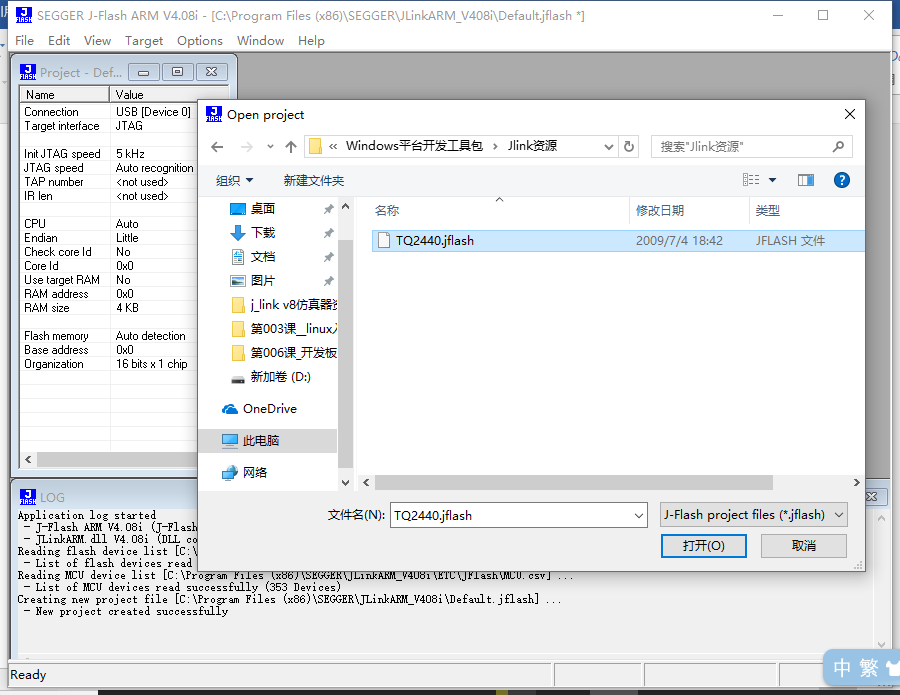 SEGGER J-Flash ARM V4.08i - [C:\Program Files (x86)\SEGGER\JLinkARM_V408i\Default.jflash *]
File Edit View Target Options Window Help
Project - Def...
Name Value
Connection USB [Device 0]
Target interface JTAG
Init JTAG speed 5 kHz
JTAG speed Auto recognition
TAP number <not used>
IR len <not used>
CPU Auto
Endian Little
Check core Id No
Core Id 0x0
Use target RAM No
RAM address 0x0
RAM size 4 KB
Flash memory Auto detection
Base address 0x0
Organization 16 bits x 1 chip
Open project
« Windows平台开发工具包 › Jlink资源
搜索"Jlink资源"
组织 新建文件夹
桌面
下载
文档
图片
j_link v8仿真器资
第003课__linux入
第006课_开发板
新加卷 (D:)
OneDrive
此电脑
网络
名称 修改日期 类型
TQ2440.jflash 2009/7/4 18:42 JFLASH 文件
文件名(N): TQ2440.jflash J-Flash project files (*.jflash)
打开(O) 取消
LOG
Application log started
- J-Flash ARM V4.08i (J-Flash
- JLinkARM.dll V4.08i (DLL co
Reading flash device list [C:\
- List of flash devices read
Reading MCU device list [C:\Program Files (x86)\SEGGER\JLinkARM_V408i\ETC\JFlash\MCU.csv] ...
- List of MCU devices read successfully (353 Devices)
Creating new project file [C:\Program Files (x86)\SEGGER\JLinkARM_V408i\Default.jflash] ...
- New project created successfully
Ready
中 繁